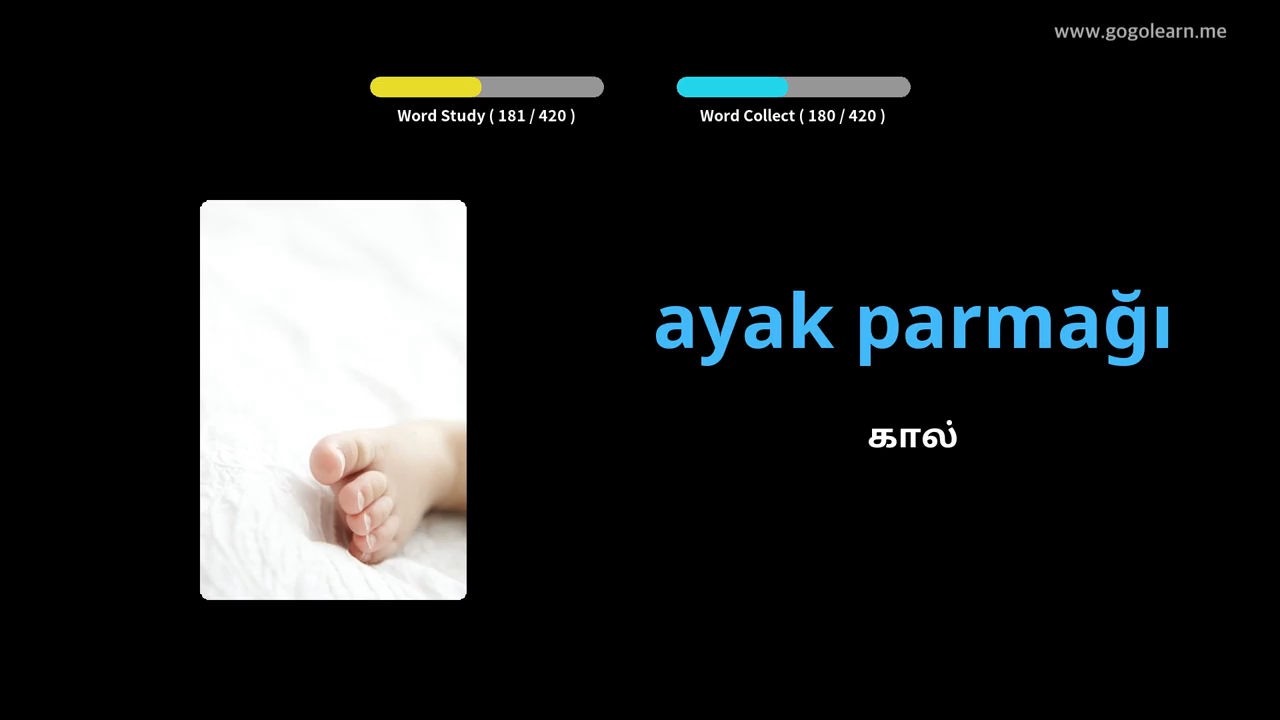 www.gogolearn.me
Word Study ( 181 / 420 )
Word Collect ( 180 / 420 )
ayak parmağı
கால்